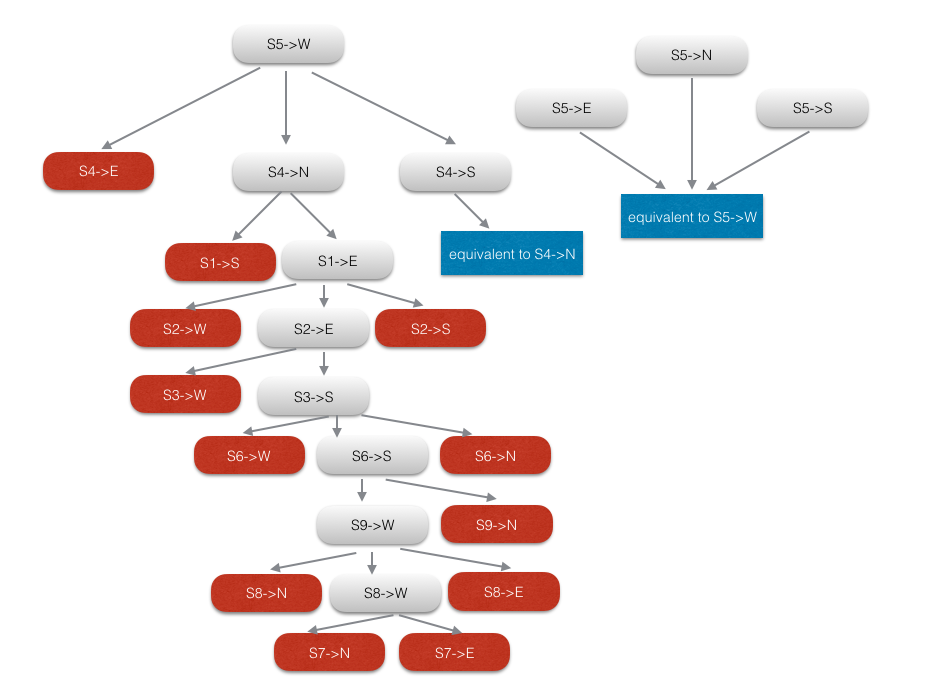 S5->W
S5->N
S5->E
S5->S
S4->E
S4->N
S4->S
equivalent to S5->W
S1->S
S1->E
equivalent to S4->N
S2->W
S2->E
S2->S
S3->W
S3->S
S6->W
S6->S
S6->N
S9->W
S9->N
S8->N
S8->W
S8->E
S7->N
S7->E